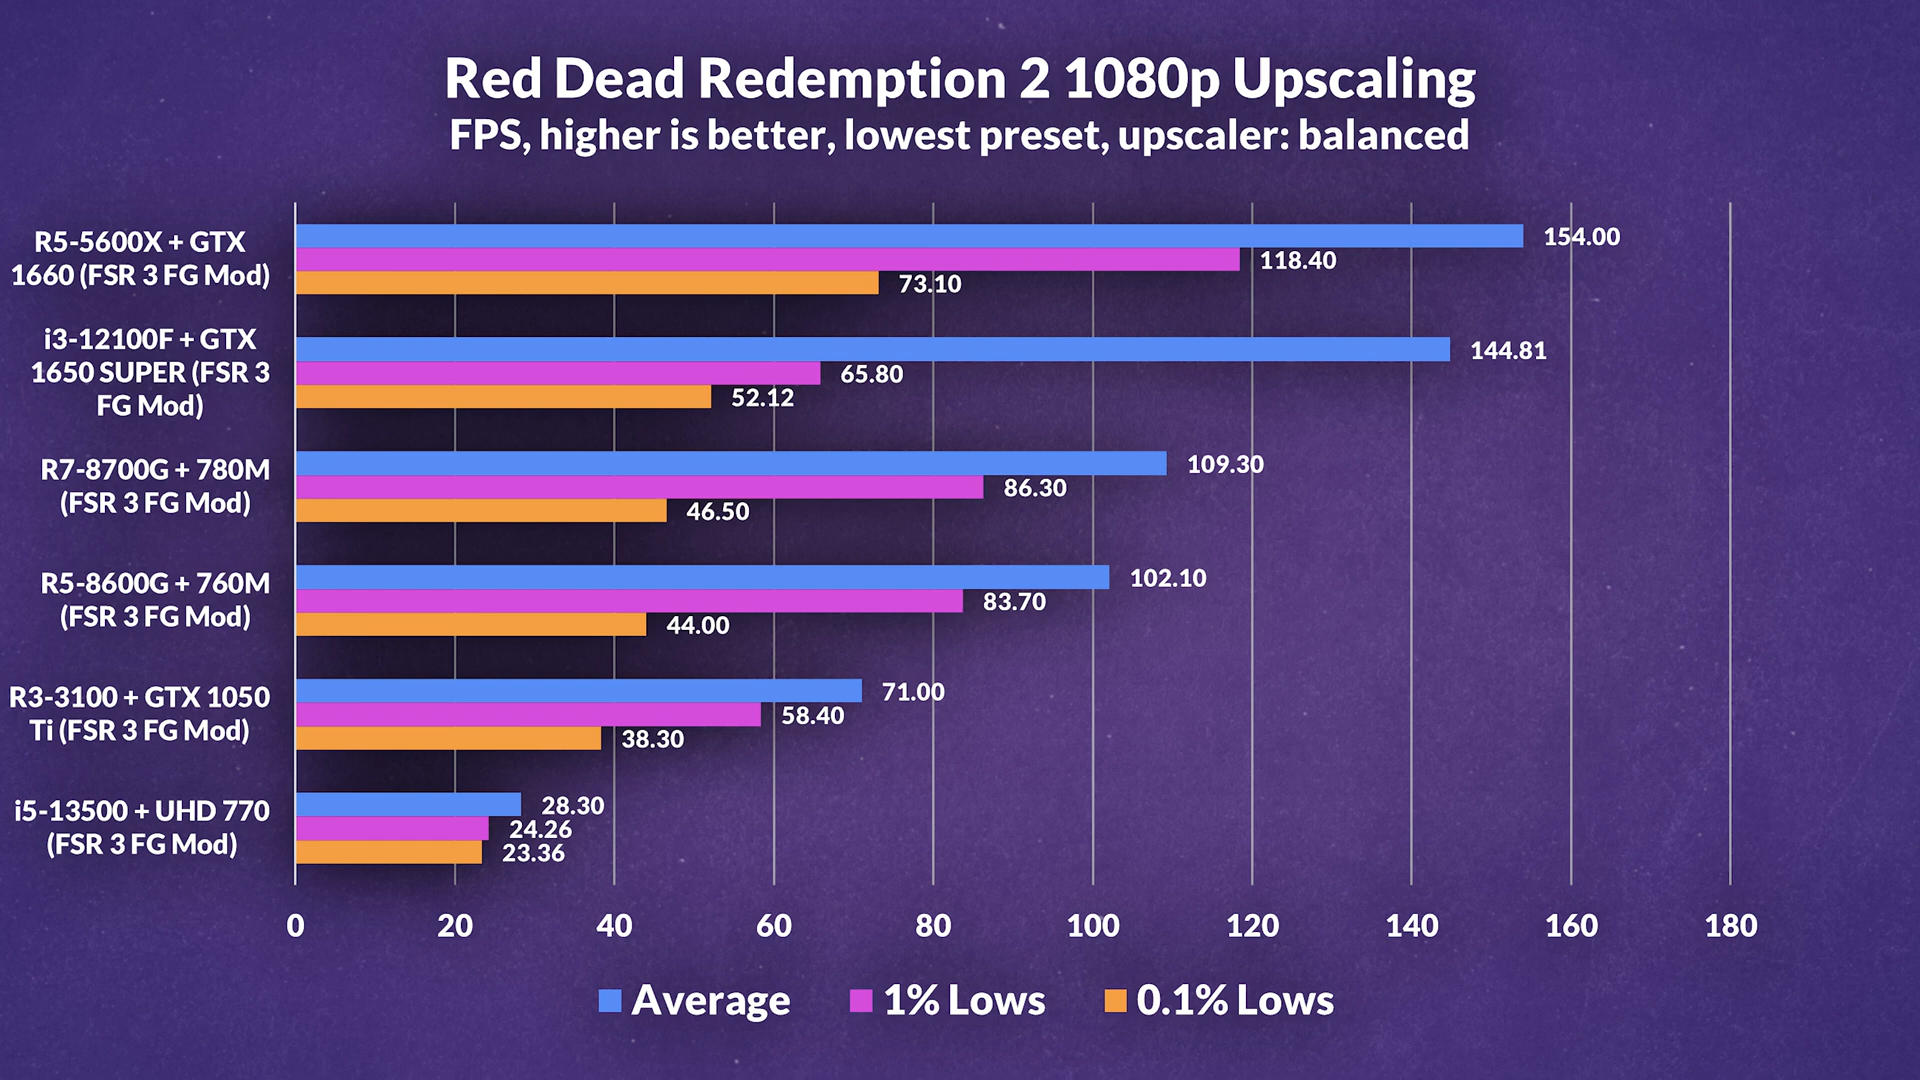 Red Dead Redemption 2 1080p Upscaling
FPS, higher is better, lowest preset, upscaler: balanced
R5-5600X + GTX
1660 (FSR 3 FG Mod)
154.00
118.40
73.10
i3-12100F + GTX
1650 SUPER (FSR 3
FG Mod)
144.81
65.80
52.12
R7-8700G + 780M
(FSR 3 FG Mod)
109.30
86.30
46.50
R5-8600G + 760M
(FSR 3 FG Mod)
102.10
83.70
44.00
R3-3100 + GTX 1050
Ti (FSR 3 FG Mod)
71.00
58.40
38.30
i5-13500 + UHD 770
(FSR 3 FG Mod)
28.30
24.26
23.36
0 20 40 60 80 100 120 140 160 180
Average 1% Lows 0.1% Lows